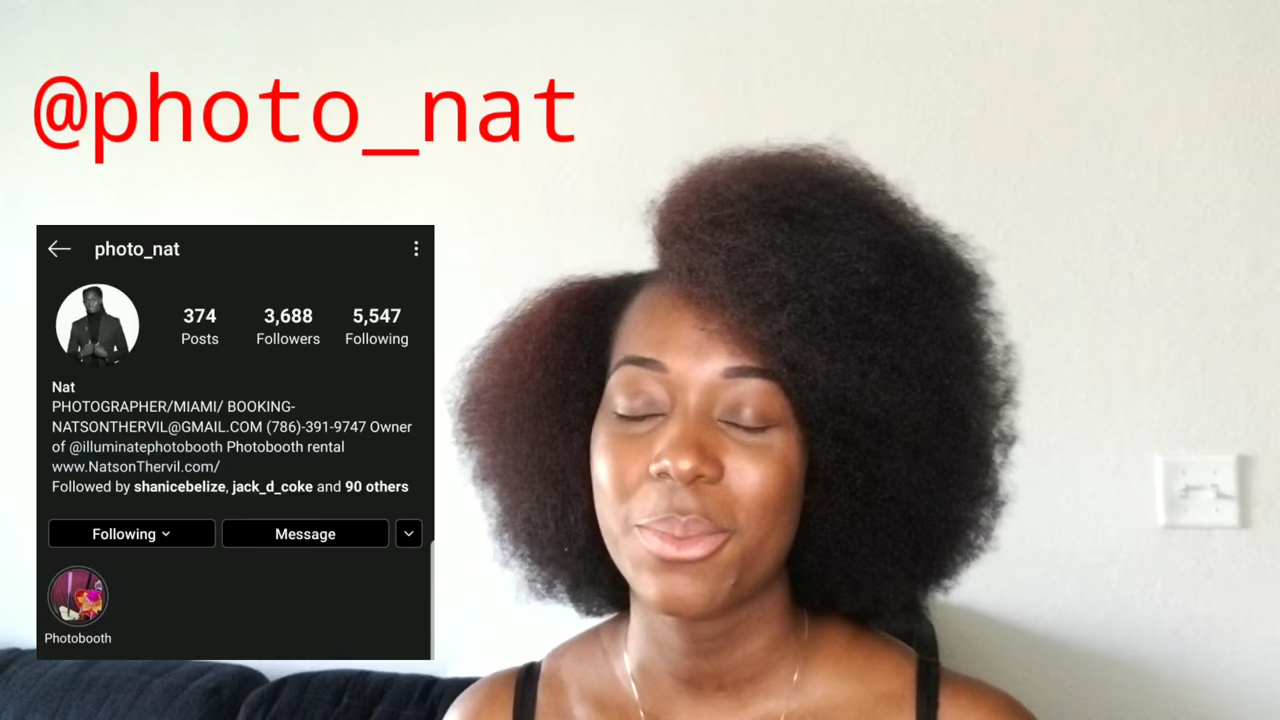 @photo_nat
photo_nat
374 3,688 5,547
Posts Followers Following
Nat
PHOTOGRAPHER/MIAMI/ BOOKING-
NATSONTHERVIL@GMAIL.COM (786)-391-9747 Owner
of @illuminatephotobooth Photobooth rental
www.NatsonThervil.com/
Followed by shanicebelize, jack_d_coke and 90 others
Following Message
Photobooth